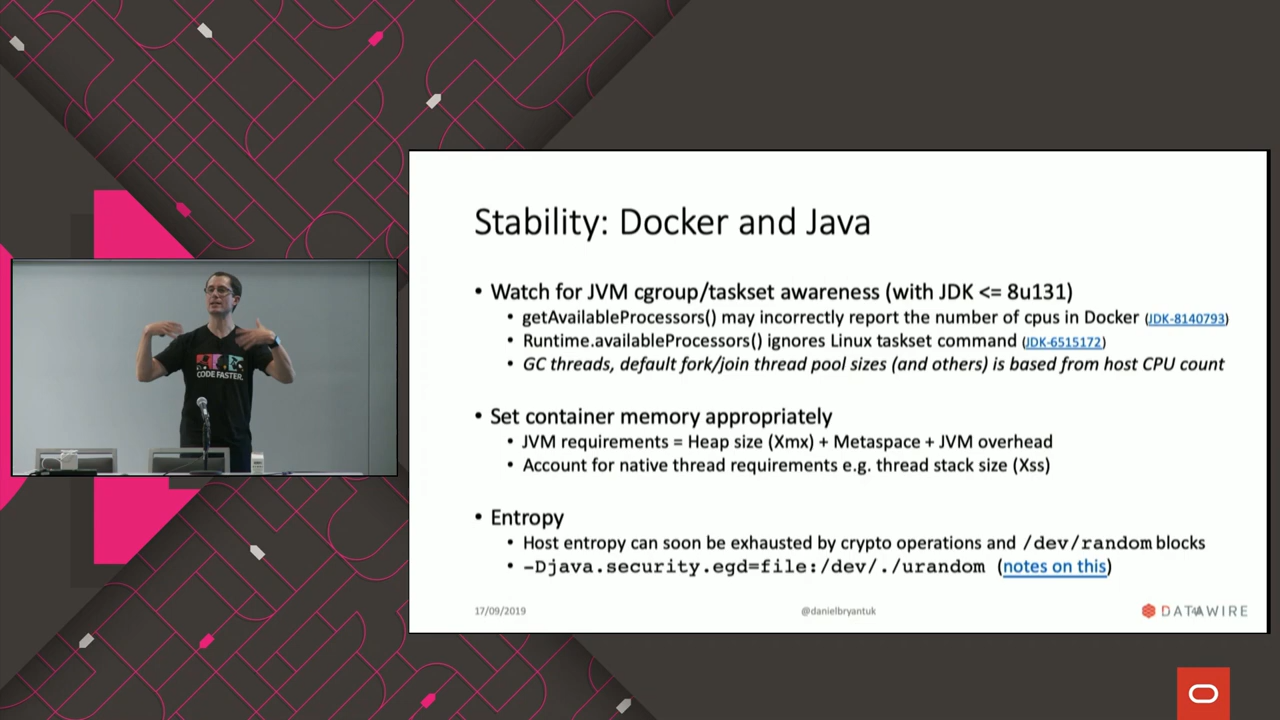 Stability: Docker and Java
• Watch for JVM cgroup/taskset awareness (with JDK <= 8u131)
• getAvailableProcessors() may incorrectly report the number of cpus in Docker (JDK-8140793)
• Runtime.availableProcessors() ignores Linux taskset command (JDK-6515172)
• GC threads, default fork/join thread pool sizes (and others) is based from host CPU count
• Set container memory appropriately
• JVM requirements = Heap size (Xmx) + Metaspace + JVM overhead
• Account for native thread requirements e.g. thread stack size (Xss)
• Entropy
• Host entropy can soon be exhausted by crypto operations and /dev/random blocks
• -Djava.security.egd=file:/dev/./urandom (notes on this)
17/09/2019
@danielbryantuk
DATAWIRE
CODE FASTER.